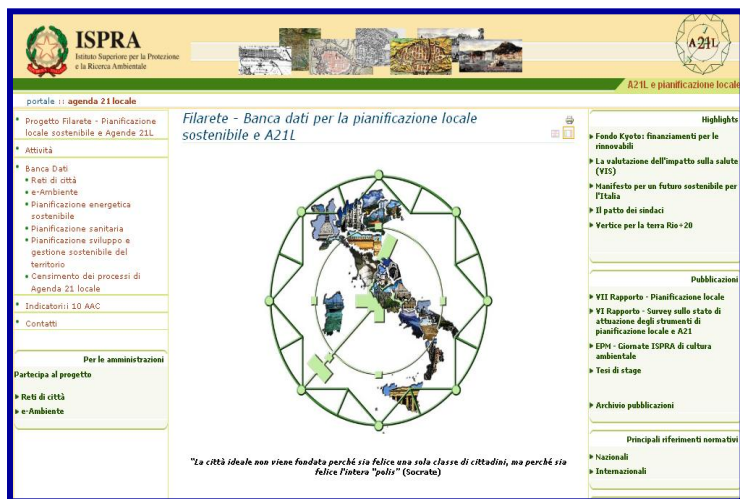 ISPRA
Istituto Superiore per la Protezione
e la Ricerca Ambientale
A21L
A21L e pianificazione locale
portale :: agenda 21 locale
Progetto Filarete - Pianificazione
locale sostenibile e Agende 21L
Attività
Banca Dati
Reti di città
e-Ambiente
Pianificazione energetica
sostenibile
Pianificazione sanitaria
Pianificazione sviluppo e
gestione sostenibile del
territorio
Censimento dei processi di
Agenda 21 locale
Indicatori: i 10 AAC
Contatti
Per le amministrazioni
Partecipa al progetto
Reti di città
e-Ambiente
Filarete - Banca dati per la pianificazione locale
sostenibile e A21L
"La città ideale non viene fondata perché sia felice una sola classe di cittadini, ma perché sia
felice l'intera "polis" (Socrate)
Highlights
Fondo Kyoto: finanziamenti per le
rinnovabili
La valutazione dell'impatto sulla salute
(VIS)
Manifesto per un futuro sostenibile per
l'Italia
Il patto dei sindaci
Vertice per la terra Rio+20
Pubblicazioni
VII Rapporto - Pianificazione locale
VI Rapporto - Survey sullo stato di
attuazione degli strumenti di
pianificazione locale e A21
EPM - Giornate ISPRA di cultura
ambientale
Tesi di stage
Archivio pubblicazioni
Principali riferimenti normativi
Nazionali
Internazionali